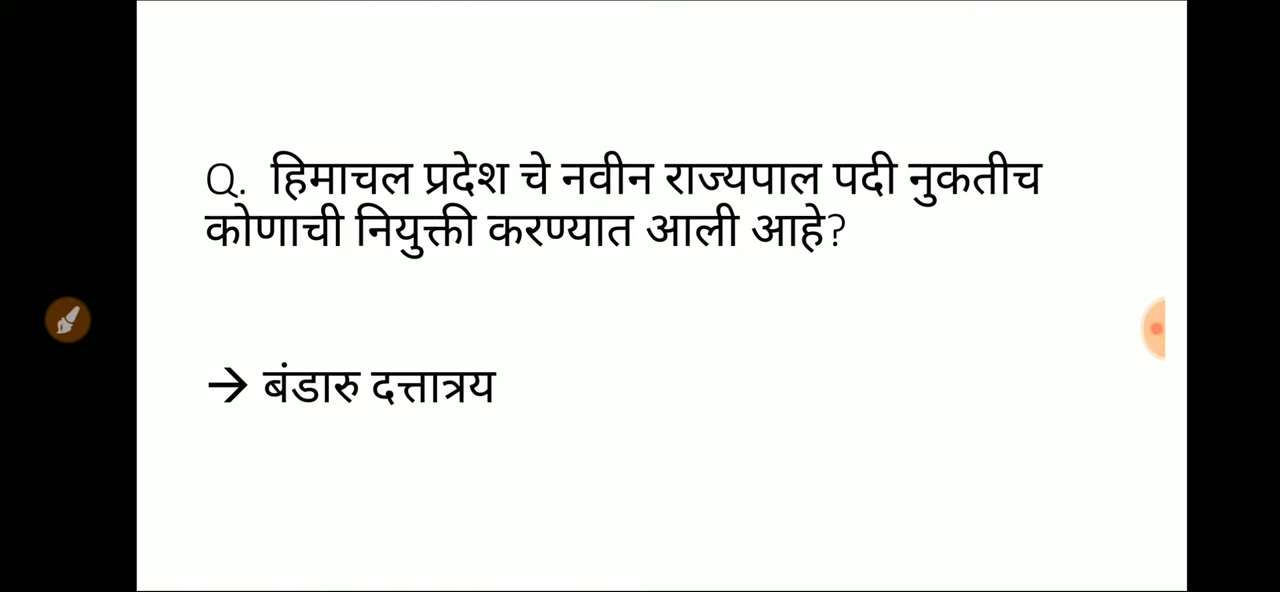 Q. हिमाचल प्रदेश चे नवीन राज्यपाल पदी नुकतीच
कोणाची नियुक्ती करण्यात आली आहे?
→ बंडारु दत्तात्रय